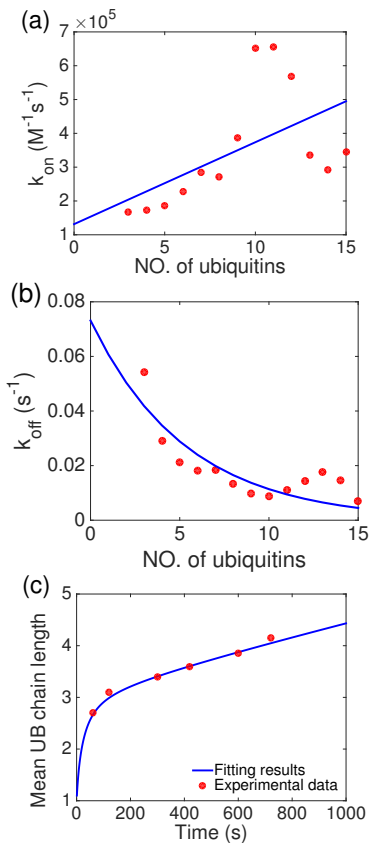 (a)
× 10⁵
7
6
5
4
3
2
1
k_on (M⁻¹s⁻¹)
0 5 10 15
NO. of ubiquitins
(b)
0.08
0.06
0.04
0.02
0
k_off (s⁻¹)
0 5 10 15
NO. of ubiquitins
(c)
5
4
3
2
1
Mean UB chain length
Fitting results
Experimental data
0 200 400 600 800 1000
Time (s)